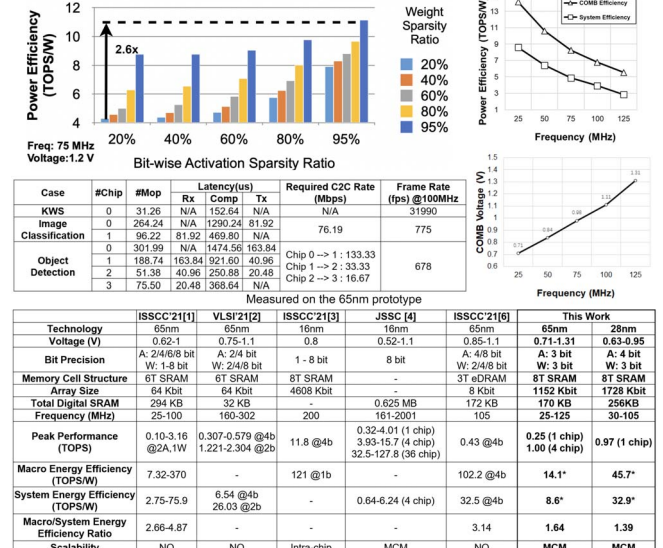 12
10
8
6
4
Power Efficiency
(TOPS/W)
2.6x
20% 40% 60% 80% 95%
Freq: 75 MHz
Voltage:1.2 V
Bit-wise Activation Sparsity Ratio
Weight
Sparsity
Ratio
20%
40%
60%
80%
95%
COMB Efficiency
System Efficiency
Power Efficiency (TOPS/W)
13
11
9
7
5
3
1
25 50 75 100 125
Frequency (MHz)
COMB Voltage (V)
1.5
1.4
1.3
1.2
1.1
1
0.9
0.8
0.7
0.6
0.71 0.84 0.98 1.11 1.31
25 50 75 100 125
Frequency (MHz)
Case #Chip #Mop Latency(us) Required C2C Rate (Mbps) Frame Rate (fps) @100MHz
Rx Comp Tx
KWS 0 31.26 N/A 152.64 N/A N/A 31990
Image Classification 0 264.24 N/A 1290.24 81.92 76.19 775
1 96.22 81.92 469.80 N/A
Object Detection 0 301.99 N/A 1474.56 163.84 Chip 0 --> 1 : 133.33 678
1 188.74 163.84 921.60 40.96 Chip 1 --> 2 : 33.33
2 51.38 40.96 250.88 20.48 Chip 2 --> 3 : 16.67
3 75.50 20.48 368.64 N/A
Measured on the 65nm prototype
ISSCC'21[1] VLSI'21[2] ISSCC'21[3] JSSC [4] ISSCC'21[6] This Work
Technology 65nm 65nm 16nm 16nm 65nm 65nm 28nm
Voltage (V) 0.62-1 0.75-1.1 0.8 0.52-1.1 0.85-1.1 0.71-1.31 0.63-0.95
Bit Precision A: 2/4/6/8 bit A: 2/4 bit 1 - 8 bit 8 bit A: 4/8 bit A: 3 bit A: 4 bit
W: 1-8 bit W: 2/4/8 bit W: 2/4/8 bit W: 3 bit W: 3 bit
Memory Cell Structure 6T SRAM 6T SRAM 8T SRAM - 3T eDRAM 8T SRAM 8T SRAM
Array Size 64 Kbit 64 Kbit 4608 Kbit - 8 Kbit 1152 Kbit 1728 Kbit
Total Digital SRAM 294 KB 32 KB - 0.625 MB 172 KB 170 KB 256KB
Frequency (MHz) 25-100 160-302 200 161-2001 105 25-125 30-105
Peak Performance (TOPS) 0.10-3.16 @2A,1W 0.307-0.579 @4b 1.221-2.304 @2b 11.8 @4b 0.32-4.01 (1 chip) 3.93-15.7 (4 chip) 32.5-127.8 (36 chip) 0.43 @4b 0.25 (1 chip) 1.00 (4 chip) 0.97 (1 chip)
Macro Energy Efficiency (TOPS/W) 7.32-370 - 121 @1b - 102.2 @4b 14.1* 45.7*
System Energy Efficiency (TOPS/W) 2.75-75.9 6.54 @4b 26.03 @2b - 0.64-6.24 (4 chip) 32.5 @4b 8.6* 32.9*
Macro/System Energy Efficiency Ratio 2.66-4.87 - - - 3.14 1.64 1.39
Scalability NO NO Intra-chip MCM NO MCM MCM